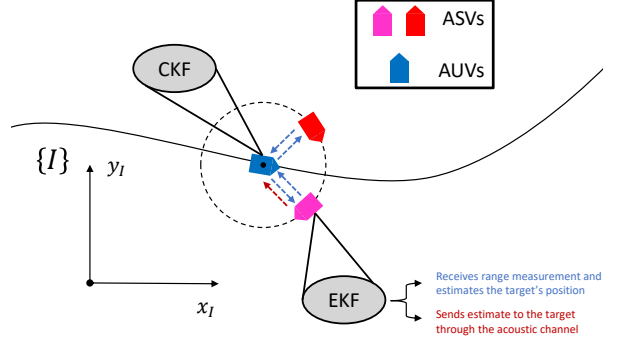 ASVs
AUVs
CKF
{I}
y_I
x_I
EKF
Receives range measurement and
estimates the target's position
Sends estimate to the target
through the acoustic channel